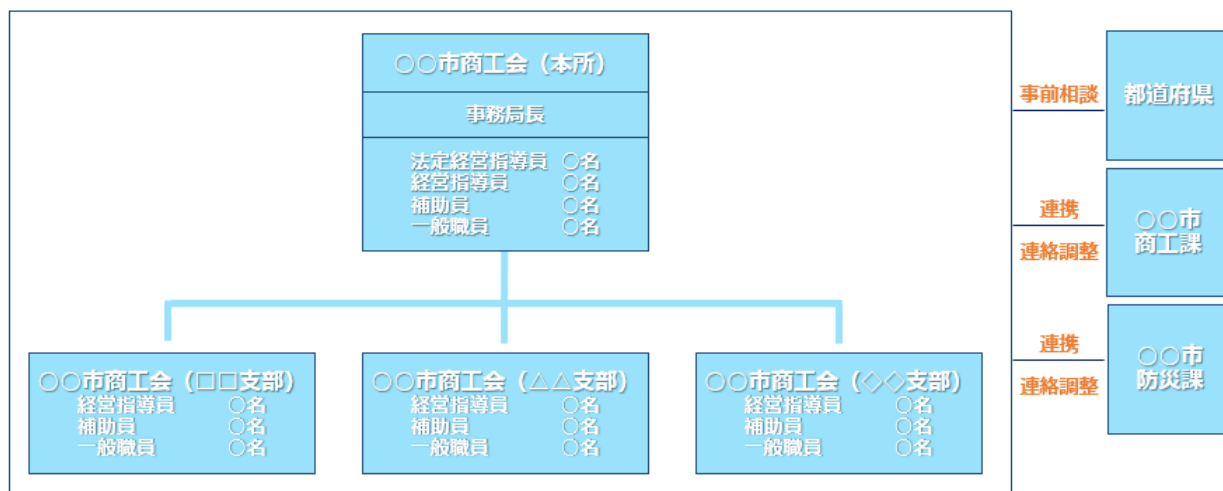 ○○市商工会（本所）
事務局長
法定経営指導員 ○名
経営指導員 ○名
補助員 ○名
一般職員 ○名
○○市商工会（□□支部）
経営指導員 ○名
補助員 ○名
一般職員 ○名
○○市商工会（△△支部）
経営指導員 ○名
補助員 ○名
一般職員 ○名
○○市商工会（◇◇支部）
経営指導員 ○名
補助員 ○名
一般職員 ○名
事前相談
都道府県
連携
連絡調整
○○市
商工課
連携
連絡調整
○○市
防災課